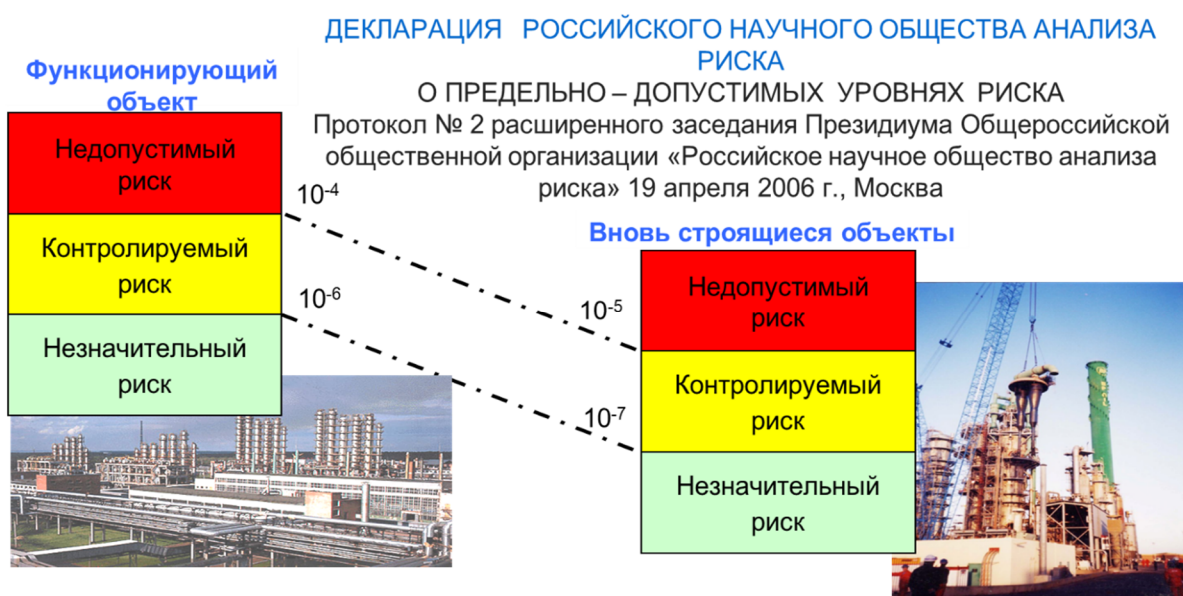 ДЕКЛАРАЦИЯ РОССИЙСКОГО НАУЧНОГО ОБЩЕСТВА АНАЛИЗА
РИСКА
О ПРЕДЕЛЬНО – ДОПУСТИМЫХ УРОВНЯХ РИСКА
Протокол № 2 расширенного заседания Президиума Общероссийской
общественной организации «Российское научное общество анализа
риска» 19 апреля 2006 г., Москва
Функционирующий
объект
Недопустимый
риск
Контролируемый
риск
Незначительный
риск
10⁻⁴
10⁻⁶
10⁻⁵
10⁻⁷
Вновь строящиеся объекты
Недопустимый
риск
Контролируемый
риск
Незначительный
риск